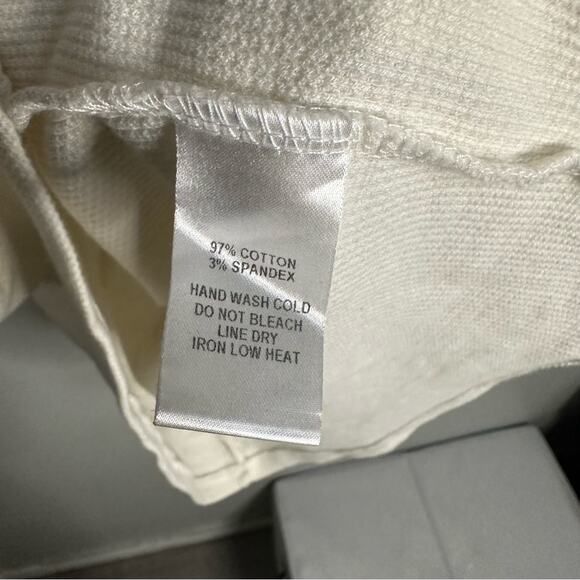 97% COTTON
3% SPANDEX
HAND WASH COLD
DO NOT BLEACH
LINE DRY
IRON LOW HEAT